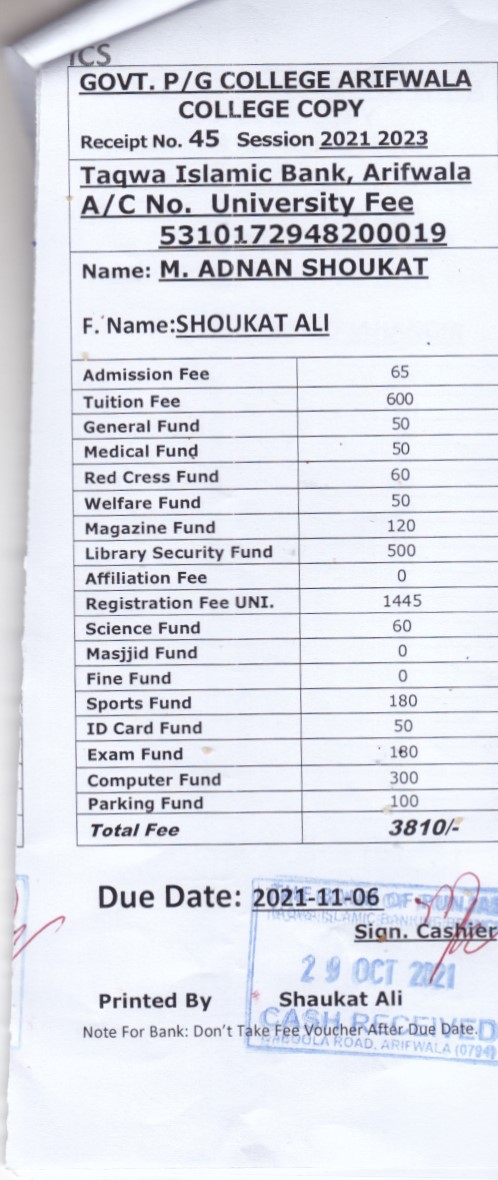 ICS
GOVT. P/G COLLEGE ARIFWALA
COLLEGE COPY
Receipt No. 45 Session 2021 2023
Taqwa Islamic Bank, Arifwala
A/C No. University Fee
5310172948200019
Name: M. ADNAN SHOUKAT
F. Name:SHOUKAT ALI
Admission Fee 65
Tuition Fee 600
General Fund 50
Medical Fund 50
Red Cress Fund 60
Welfare Fund 50
Magazine Fund 120
Library Security Fund 500
Affiliation Fee 0
Registration Fee UNI. 1445
Science Fund 60
Masjjid Fund 0
Fine Fund 0
Sports Fund 180
ID Card Fund 50
Exam Fund 180
Computer Fund 300
Parking Fund 100
Total Fee 3810/-
Due Date: 2021-11-06
THE BANK OF PUNJAB
TAQWA ISLAMIC BANKING
Sign. Cashier
29 OCT 2021
Printed By Shaukat Ali
CASH RECEIVED
Note For Bank: Don't Take Fee Voucher After Due Date.
ROAD, ARIFWALA (0794)